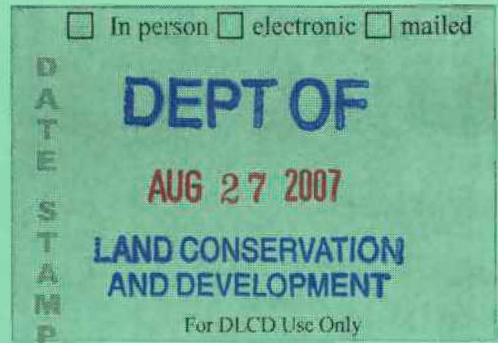 ☐ In person ☐ electronic ☐ mailed
DATE STAMP
DEPT OF
AUG 27 2007
LAND CONSERVATION
AND DEVELOPMENT
For DLCD Use Only